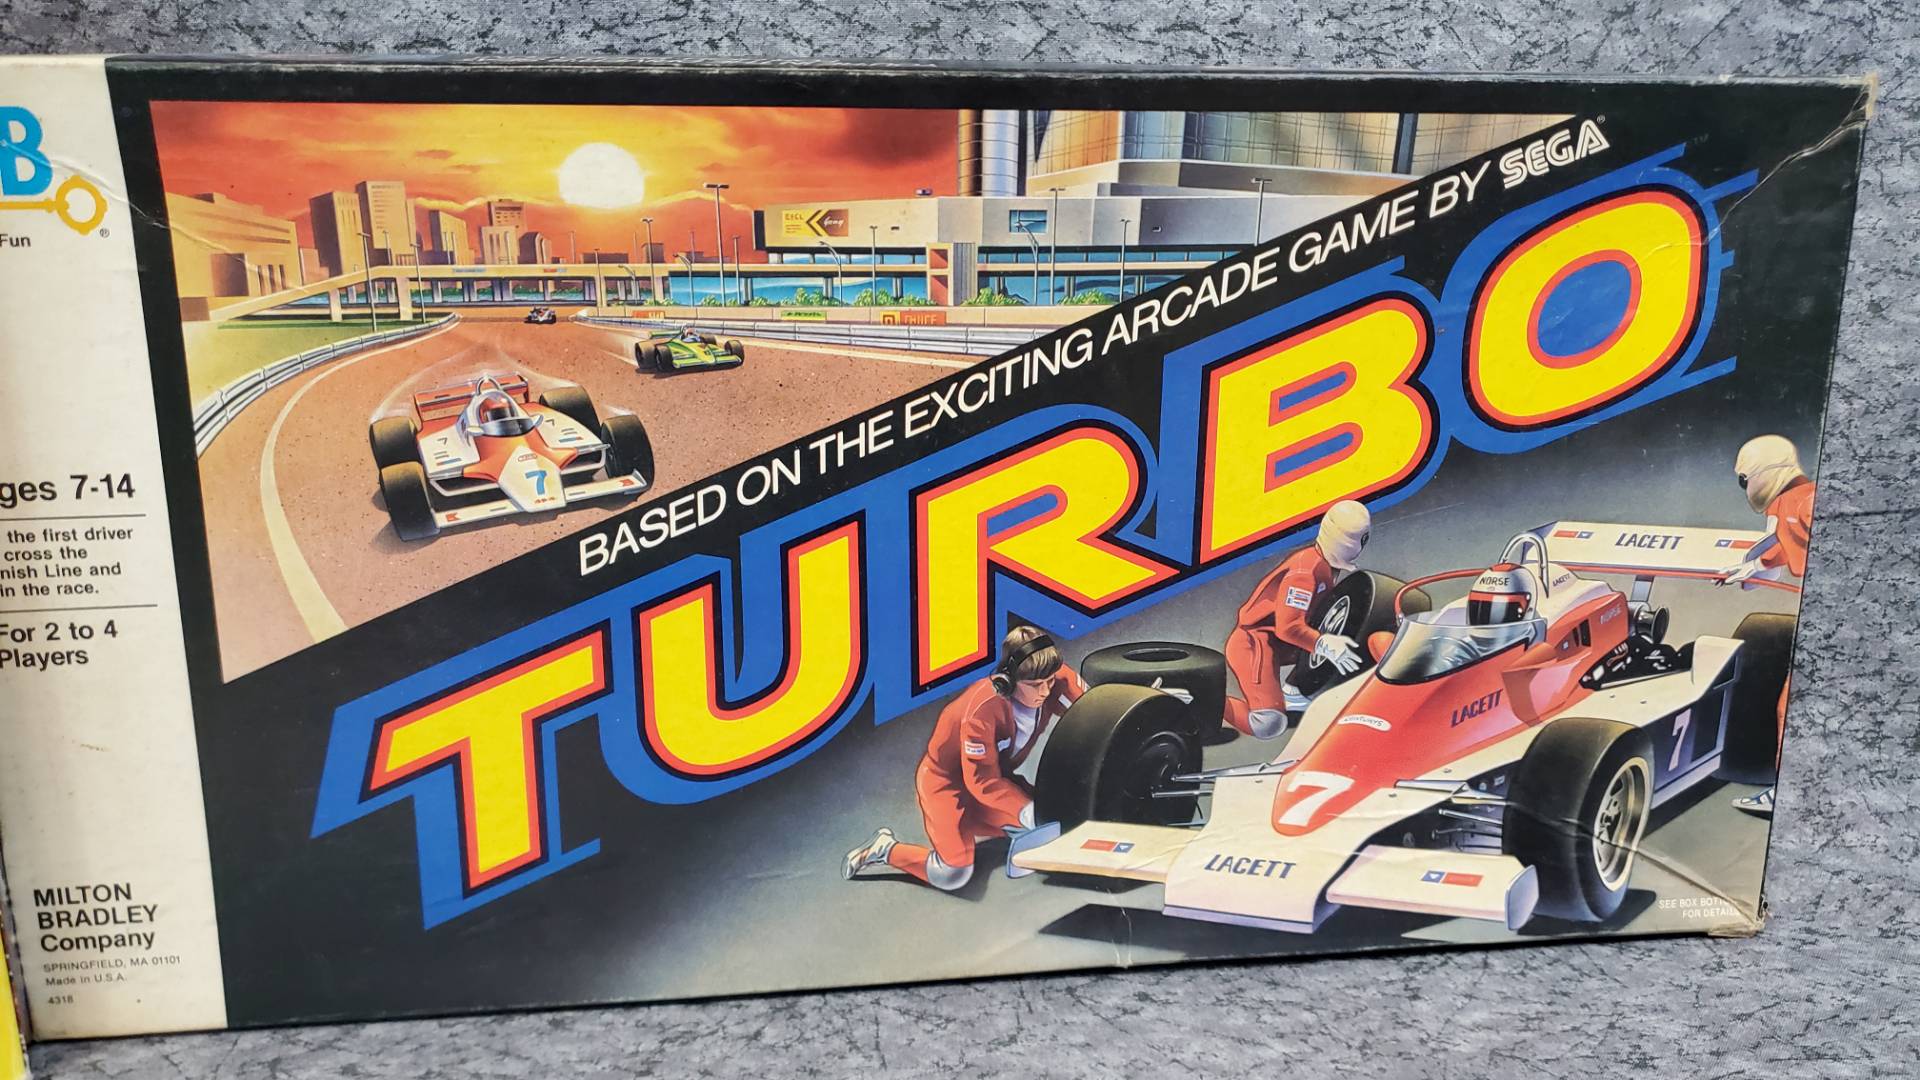 B
®
Fun
ges 7-14
the first driver
cross the
nish Line and
in the race.
For 2 to 4
Players
MILTON
BRADLEY
Company
SPRINGFIELD, MA 01101
Made in U.S.A.
4318
BASED ON THE EXCITING ARCADE GAME BY SEGA®
TURBO
7
7
LACETT
NORSE
LACETT
7
7
LACETT
SEE BOX BOTT
FOR DETAIL